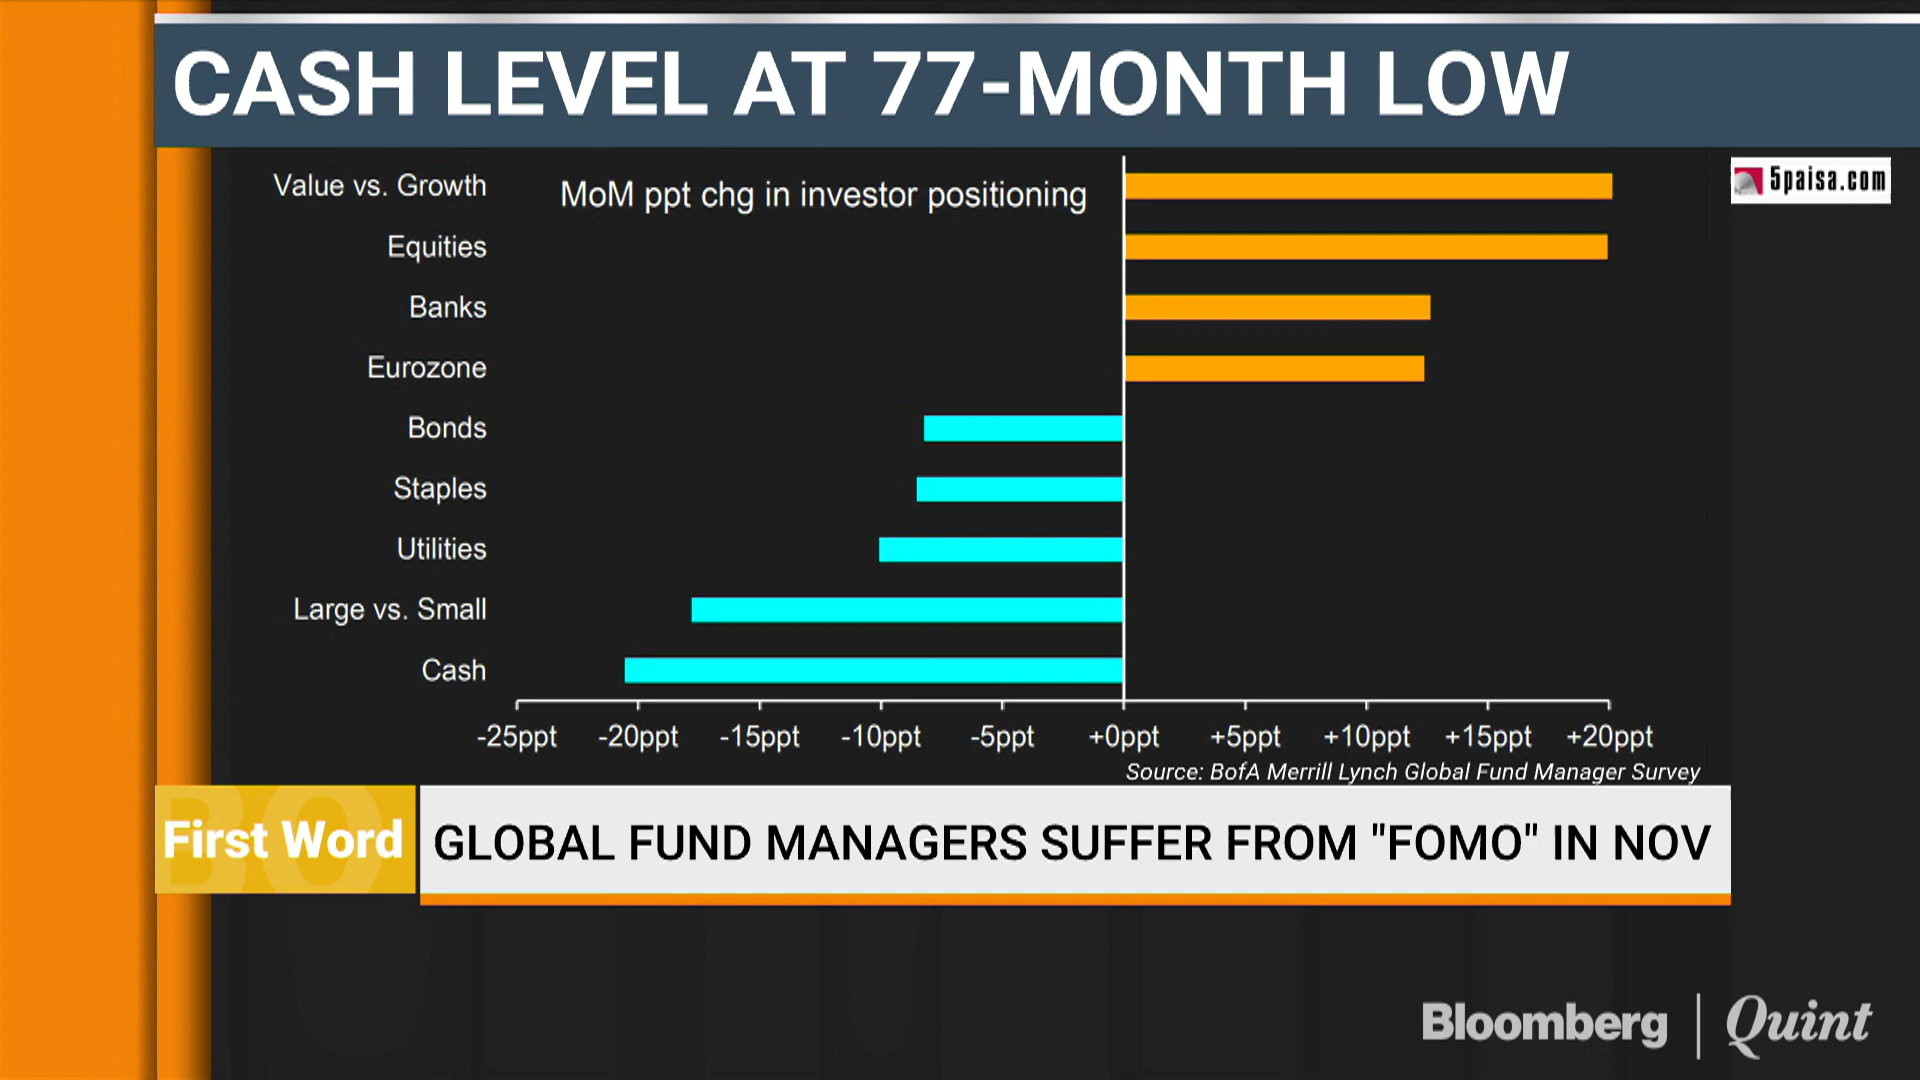 CASH LEVEL AT 77-MONTH LOW
5paisa.com
MoM ppt chg in investor positioning
Value vs. Growth
Equities
Banks
Eurozone
Bonds
Staples
Utilities
Large vs. Small
Cash
-25ppt -20ppt -15ppt -10ppt -5ppt +0ppt +5ppt +10ppt +15ppt +20ppt
Source: BofA Merrill Lynch Global Fund Manager Survey
First Word
GLOBAL FUND MANAGERS SUFFER FROM "FOMO" IN NOV
Bloomberg | Quint